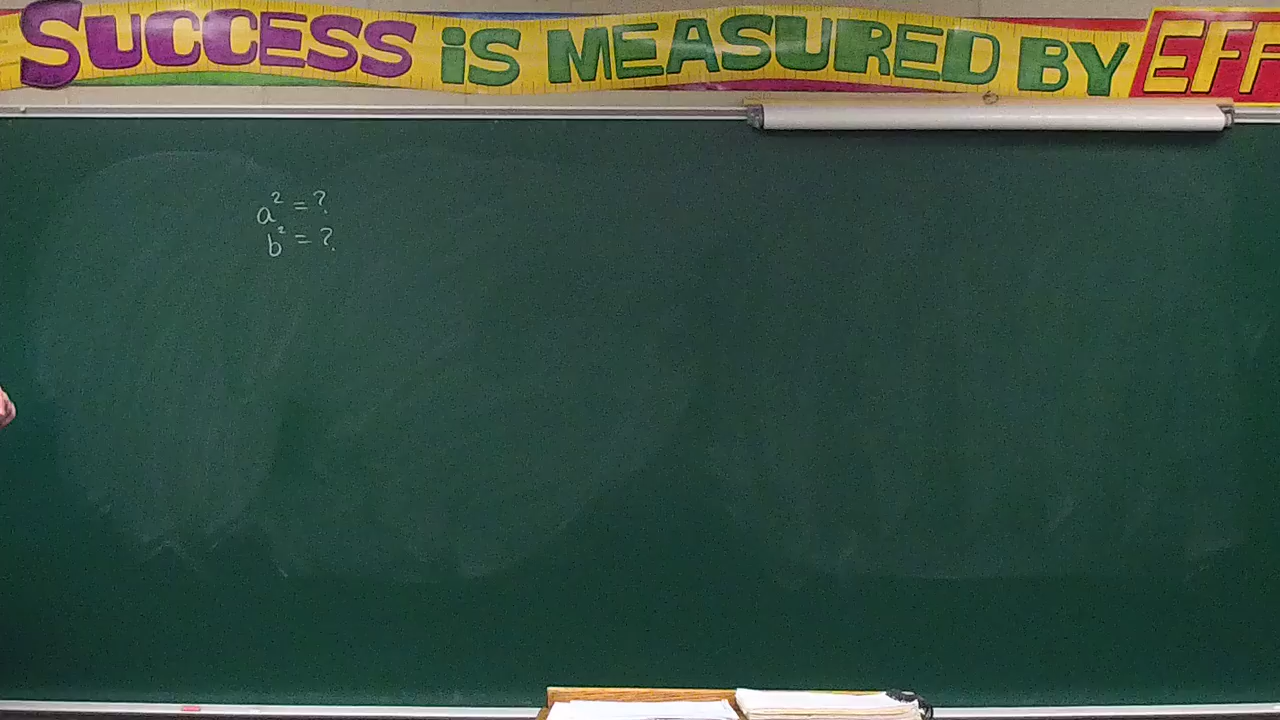 SUCCESS iS MEASURED BY EFF
a² = ?
b² = ?